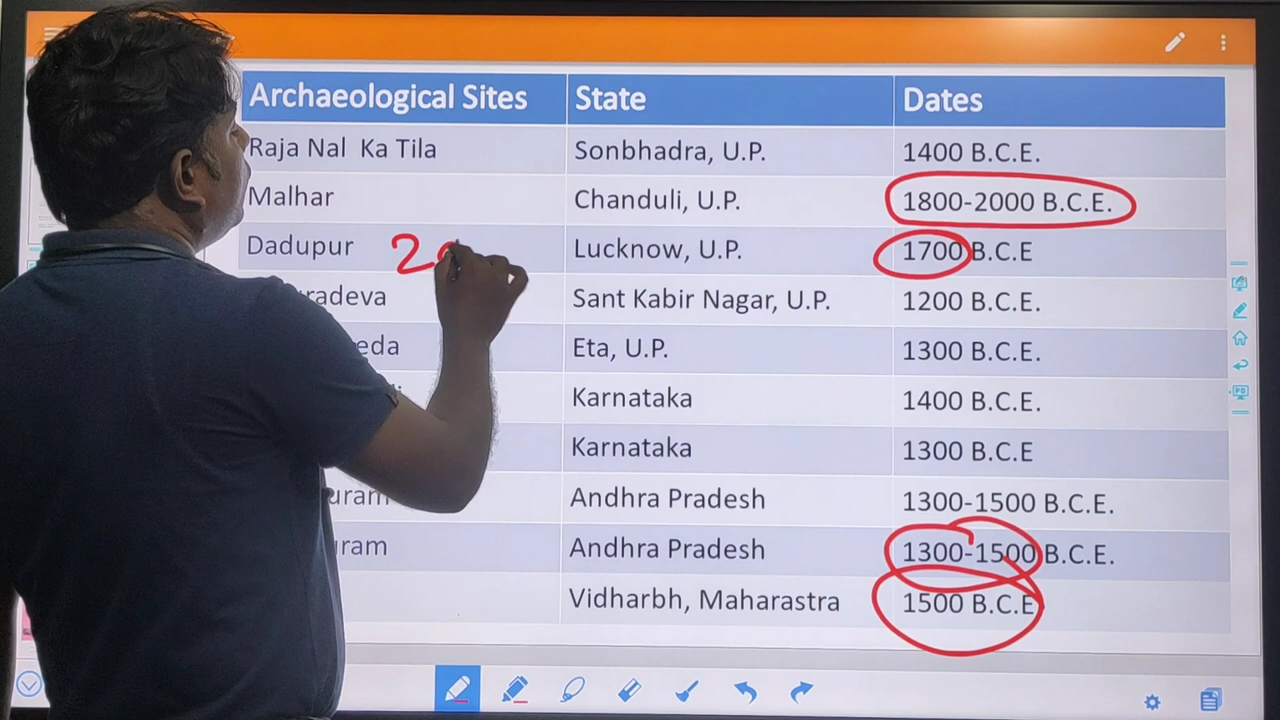 Archaeological Sites State Dates
Raja Nal Ka Tila Sonbhadra, U.P. 1400 B.C.E.
Malhar Chanduli, U.P. 1800-2000 B.C.E.
Dadupur Lucknow, U.P. 1700 B.C.E
Sant Kabir Nagar, U.P. 1200 B.C.E.
Eta, U.P. 1300 B.C.E.
Karnataka 1400 B.C.E.
Karnataka 1300 B.C.E
Andhra Pradesh 1300-1500 B.C.E.
Andhra Pradesh 1300-1500 B.C.E.
Vidharbh, Maharastra 1500 B.C.E